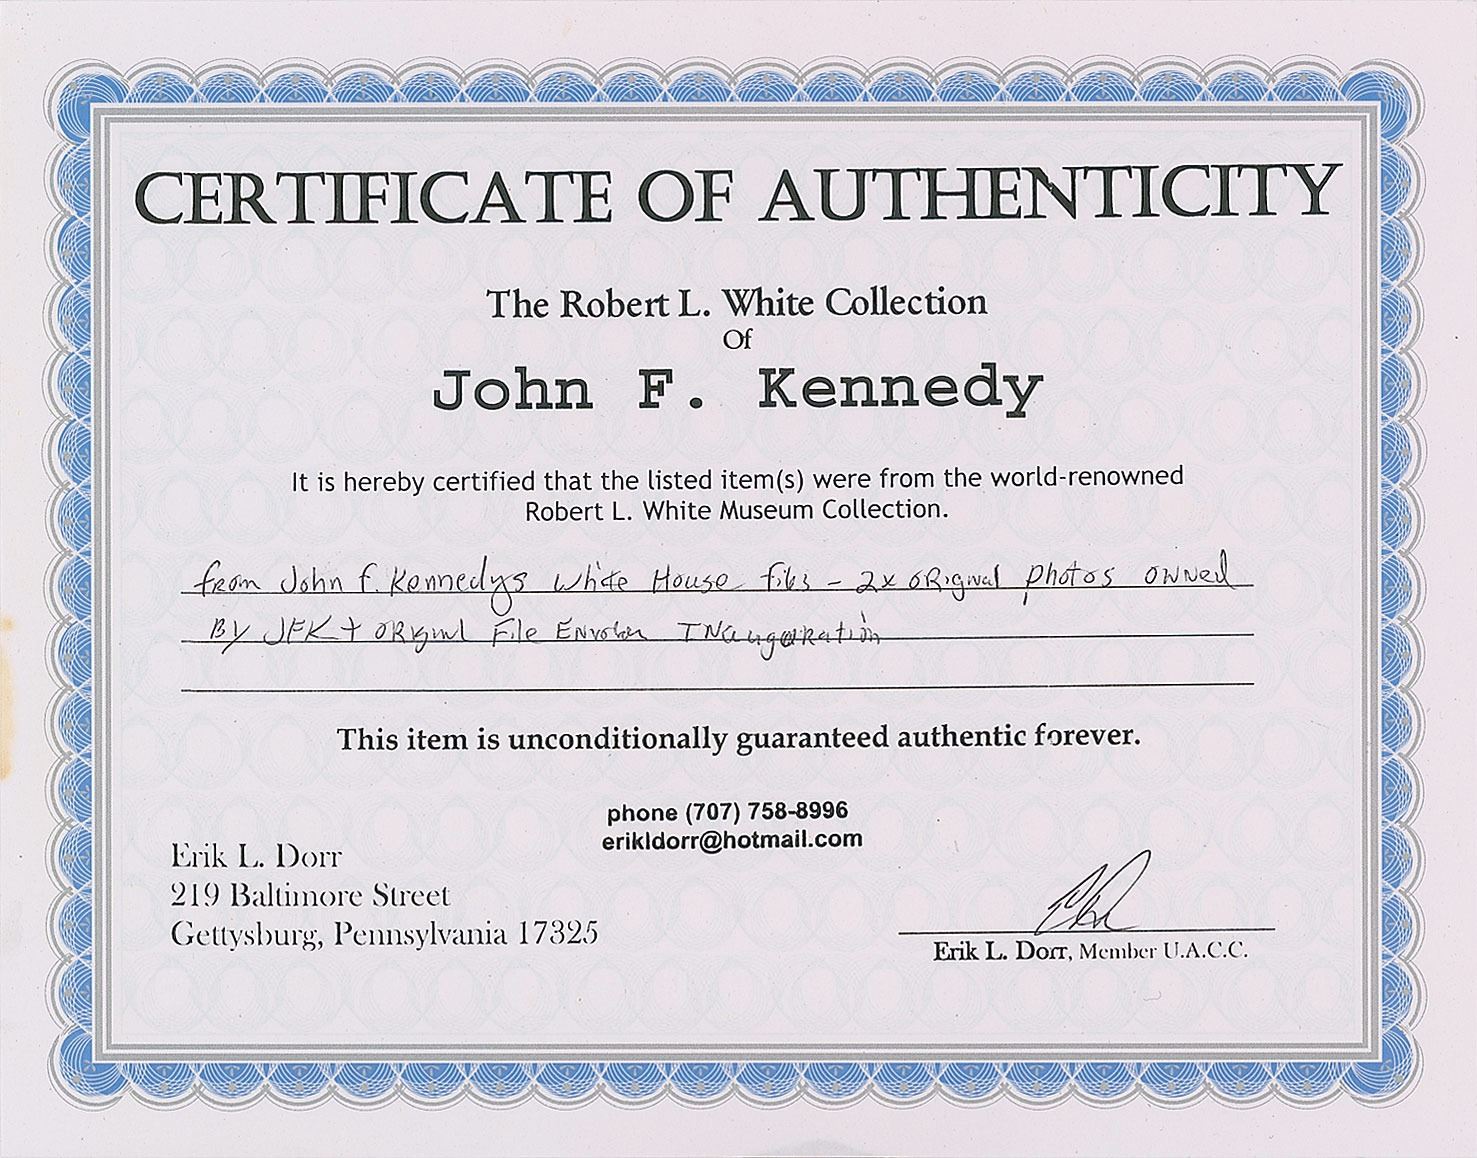 CERTIFICATE OF AUTHENTICITY
The Robert L. White Collection
Of
John F. Kennedy
It is hereby certified that the listed item(s) were from the world-renowned
Robert L. White Museum Collection.
from John F. Kennedys White House files - 2x original photos owned
BY JFK + original File Inauguration
This item is unconditionally guaranteed authentic forever.
phone (707) 758-8996
erikldorr@hotmail.com
Erik L. Dorr
219 Baltimore Street
Gettysburg, Pennsylvania 17325
Erik L. Dorr, Member U.A.C.C.